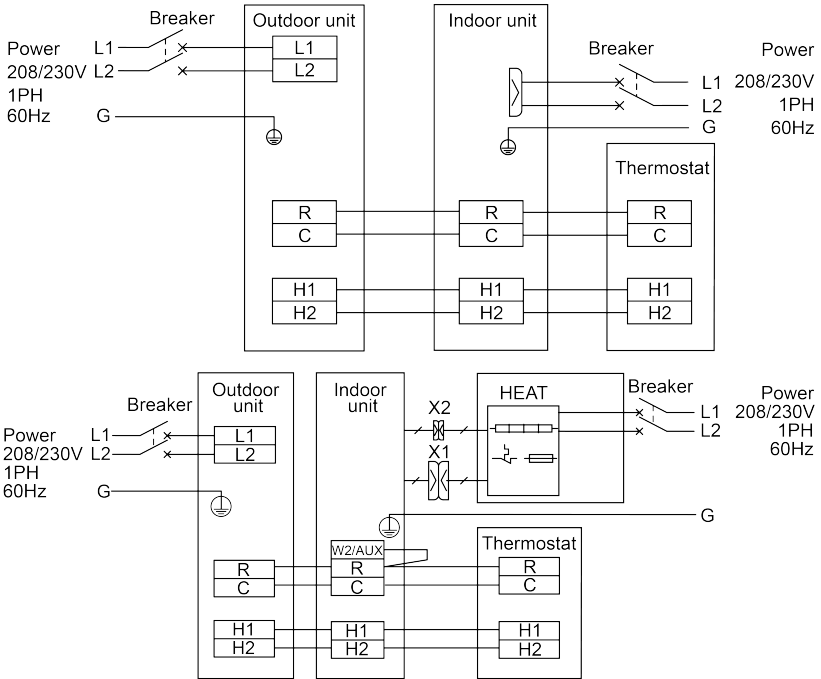 Breaker
Outdoor unit
Indoor unit
Power L1
L1
208/230V L2
L2
1PH
60Hz G
Breaker
Power
L1 208/230V
L2 1PH
G 60Hz
Thermostat
R R R
C C C
H1 H1 H1
H2 H2 H2
Outdoor
unit
Indoor
unit
HEAT
Breaker
Power
L1 208/230V
L2 1PH
60Hz
Breaker
Power L1
L1
208/230V L2
L2
1PH
60Hz G
X2
X1
G
W2/AUX
Thermostat
R R R
C C C
H1 H1 H1
H2 H2 H2